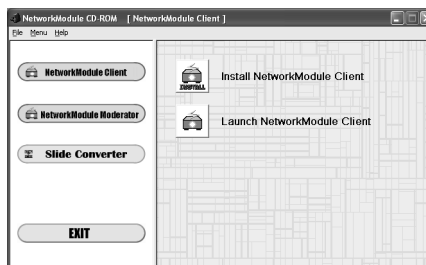 NetworkModule CD-ROM [ NetworkModule Client ]
File Menu Help
NetworkModule Client
NetworkModule Moderator
Slide Converter
EXIT
INSTALL
Install NetworkModule Client
Launch NetworkModule Client